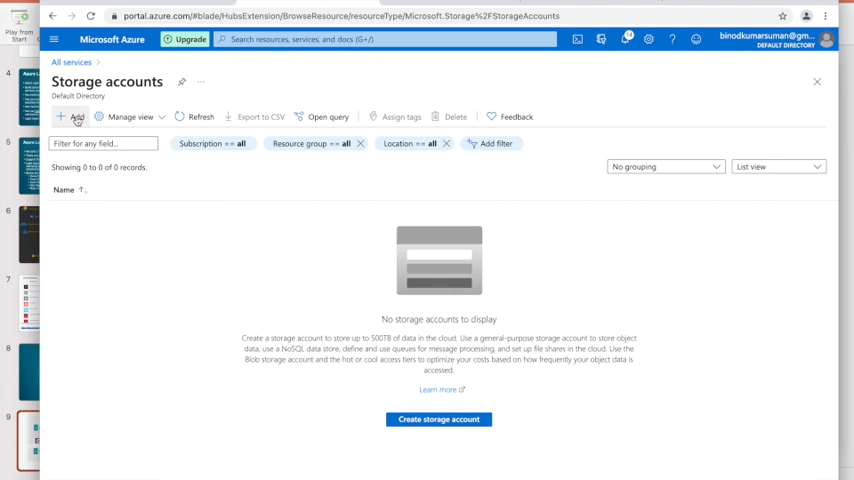 portal.azure.com/#blade/HubsExtension/BrowseResource/resourceType/Microsoft.Storage%2FStorageAccounts
Play from
Start
Microsoft Azure
Upgrade
Search resources, services, and docs (G+/)
14
binodkumarsuman@gm...
DEFAULT DIRECTORY
All services >
Storage accounts
...
Default Directory
+ Add
Manage view
Refresh
Export to CSV
Open query
Assign tags
Delete
Feedback
Filter for any field...
Subscription == all
Resource group == all
Location == all
Add filter
Showing 0 to 0 of 0 records.
No grouping
List view
Name ↑↓
No storage accounts to display
Create a storage account to store up to 500TB of data in the cloud. Use a general-purpose storage account to store object
data, use a NoSQL data store, define and use queues for message processing, and set up file shares in the cloud. Use the
Blob storage account and the hot or cool access tiers to optimize your costs based on how frequently your object data is
accessed.
Learn more
Create storage account
4
5
6
7
8
9